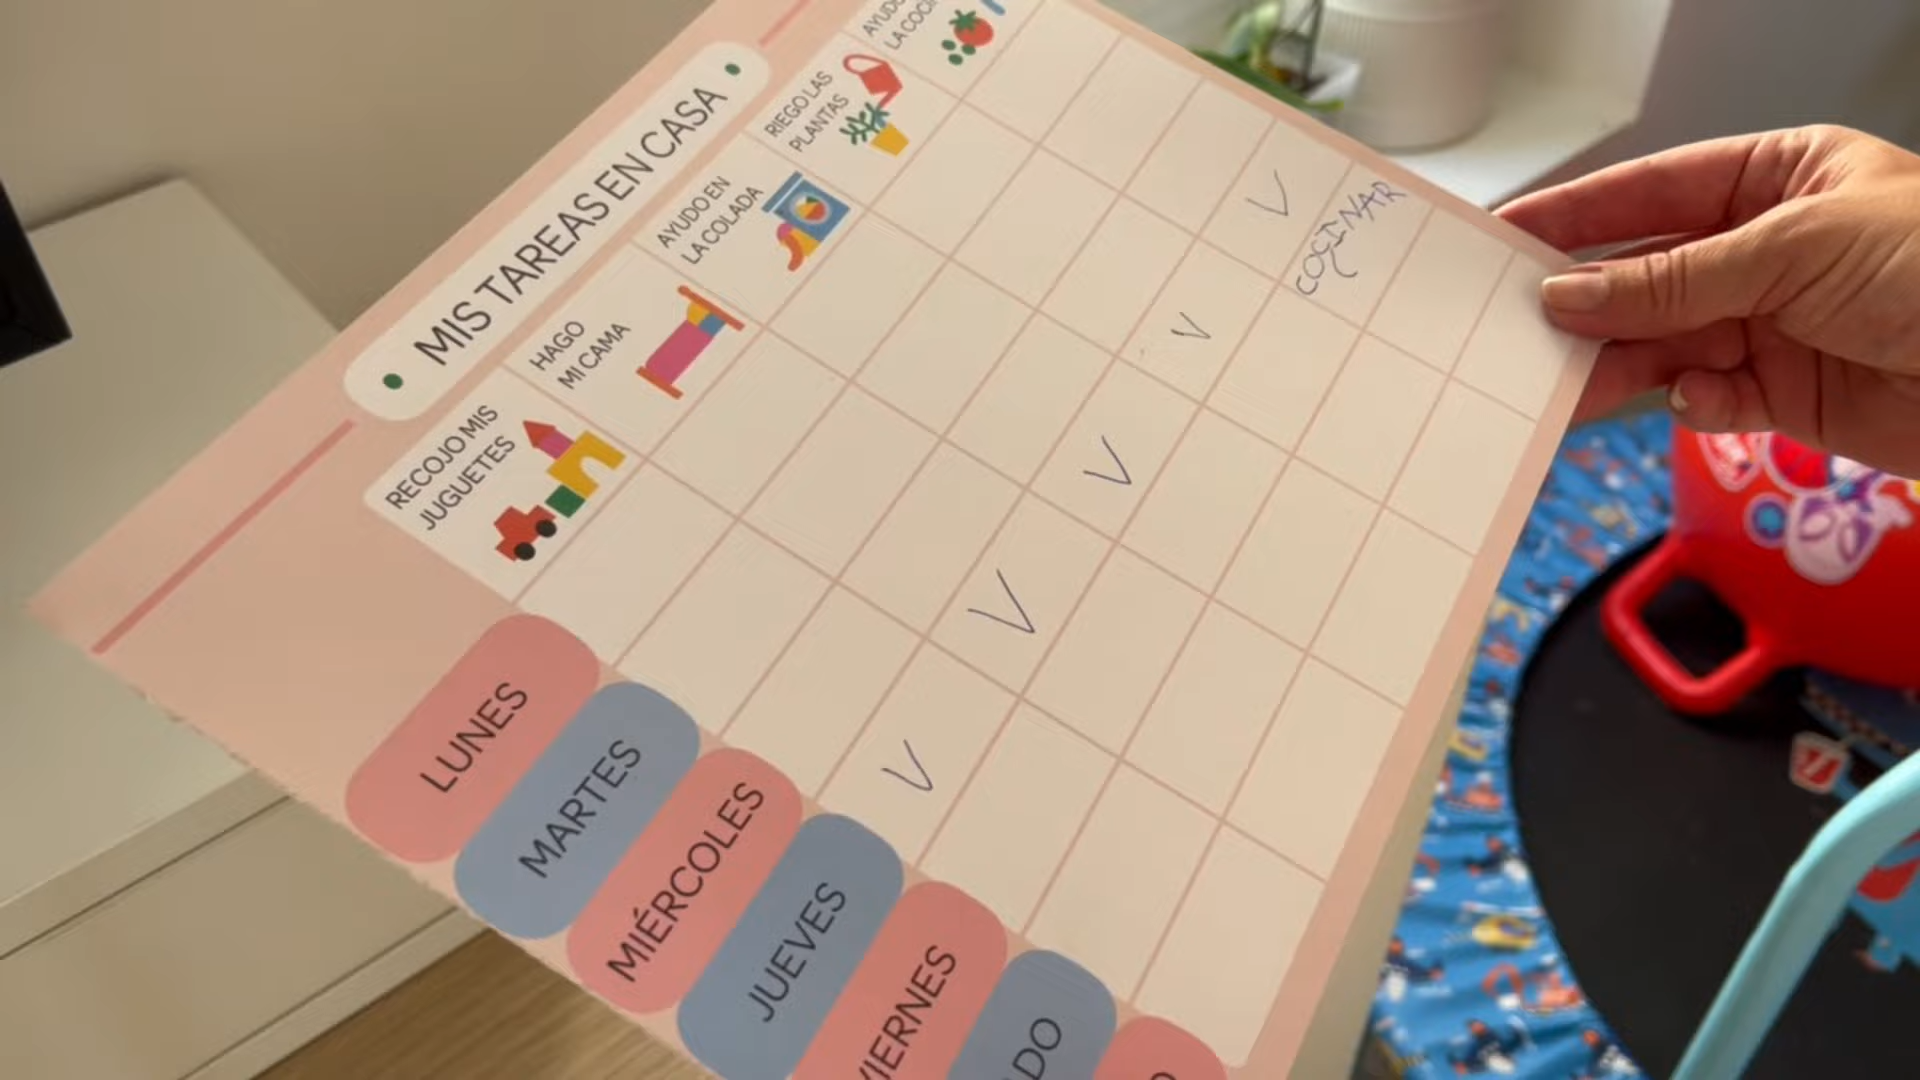 MIS TAREAS EN CASA
RECOJO MIS
JUGUETES
HAGO
MI CAMA
AYUDO EN
LA COLADA
RIEGO LAS
PLANTAS
LUNES
MARTES
MIÉRCOLES
JUEVES
V
V
V
V
V
COCINAR